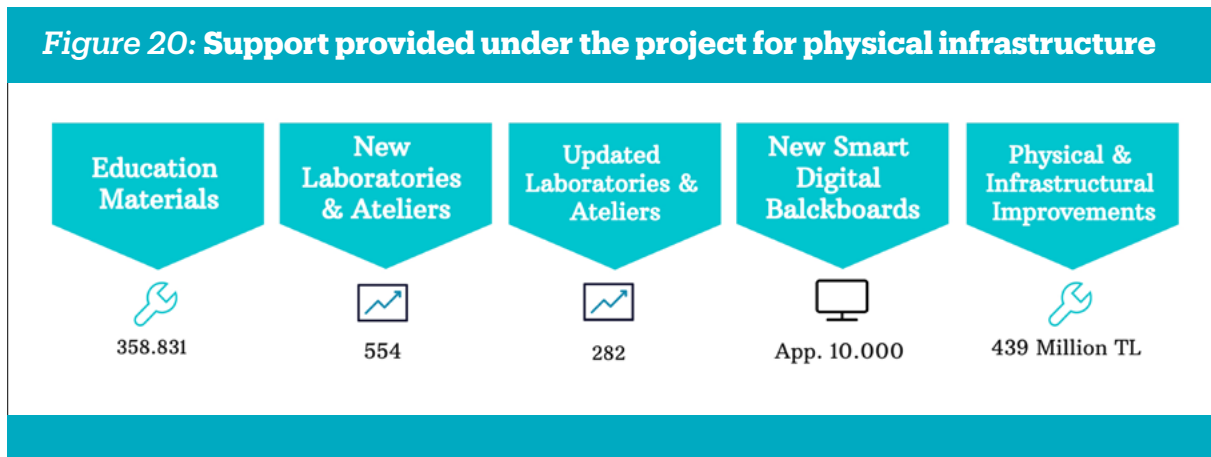 Figure 20: Support provided under the project for physical infrastructure
Education
Materials
358.831
New
Laboratories
& Ateliers
554
Updated
Laboratories &
Ateliers
282
New Smart
Digital
Balckboards
App. 10.000
Physical &
Infrastructural
Improvements
439 Million TL